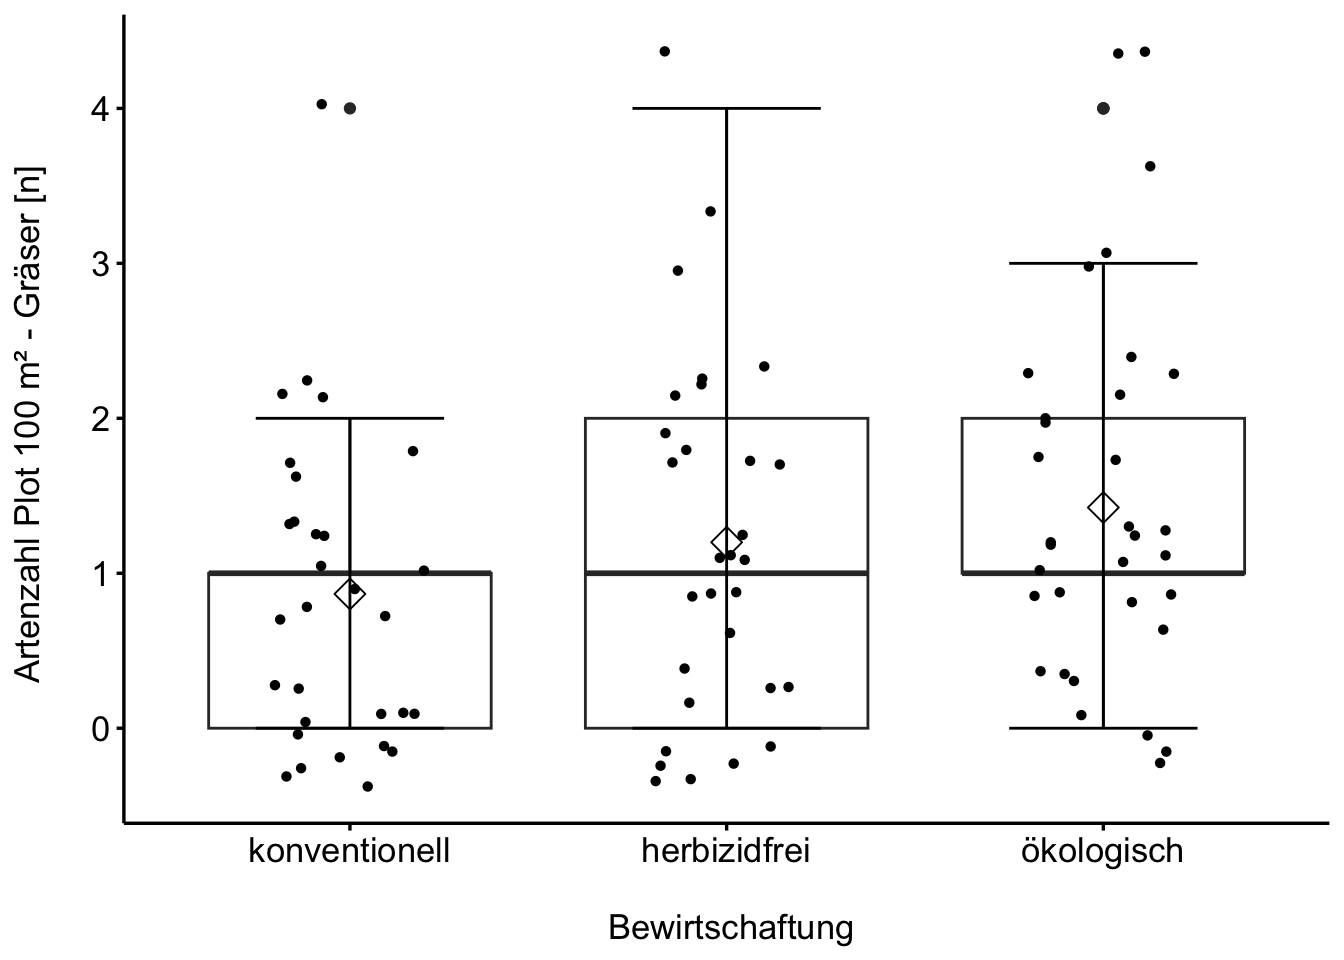 Artenzahl Plot 100 m² - Gräser [n]
4
3
2
1
0
konventionell herbizidfrei ökologisch
Bewirtschaftung